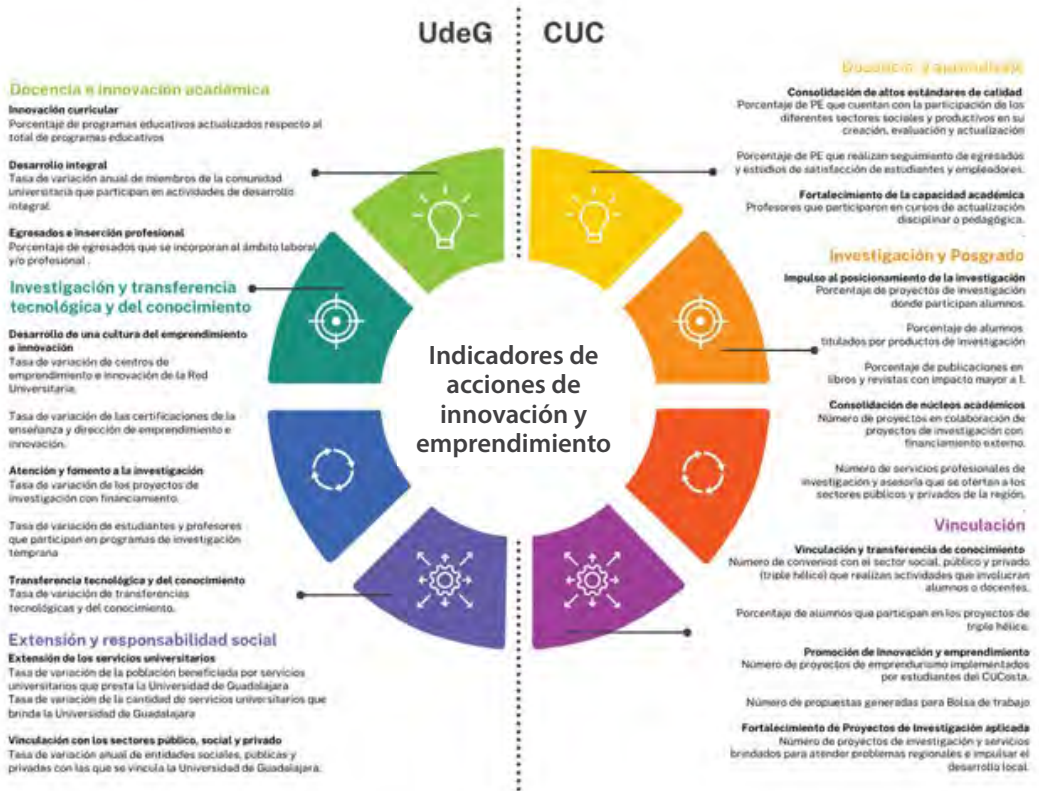 UdeG
CUC
Docencia e innovación académica
Innovación curricular
Porcentaje de programas educativos actualizados respecto al
total de programas educativos
Desarrollo integral
Tasa de variación anual de miembros de la comunidad
universitaria que participan en actividades de desarrollo
integral.
Egresados e inserción profesional
Porcentaje de egresados que se incorporan al ámbito laboral
y/o profesional .
Investigación y transferencia
tecnológica y del conocimiento
Desarrollo de una cultura del emprendimiento
e innovación
Tasa de variación de centros de
emprendimiento e innovación de la Red
Universitaria.
Tasa de variación de las certificaciones de la
enseñanza y dirección de emprendimiento e
innovación.
Atención y fomento a la investigación
Tasa de variación de los proyectos de
investigación con financiamiento.
Tasa de variación de estudiantes y profesores
que participan en programas de investigación
temprana
Transferencia tecnológica y del conocimiento
Tasa de variación de transferencias
tecnológicas y del conocimiento.
Extensión y responsabilidad social
Extensión de los servicios universitarios
Tasa de variación de la población beneficiada por servicios
universitarios que presta la Universidad de Guadalajara
Tasa de variación de la cantidad de servicios universitarios que
brinda la Universidad de Guadalajara
Vinculación con los sectores público, social y privado
Tasa de variación anual de entidades sociales, públicas y
privadas con las que se vincula la Universidad de Guadalajara.
Indicadores de
acciones de
innovación y
emprendimiento
Docencia y aprendizaje
Consolidación de altos estándares de calidad
Porcentaje de PE que cuentan con la participación de los
diferentes sectores sociales y productivos en su
creación, evaluación y actualización
Porcentaje de PE que realizan seguimiento de egresados
y estudios de satisfacción de estudiantes y empleadores.
Fortalecimiento de la capacidad académica
Profesores que participaron en cursos de actualización
disciplinar o pedagógica.
Investigación y Posgrado
Impulso al posicionamiento de la investigación
Porcentaje de proyectos de investigación
donde participan alumnos.
Porcentaje de alumnos
titulados por productos de investigación
Porcentaje de publicaciones en
libros y revistas con impacto mayor a 1.
Consolidación de núcleos académicos
Número de proyectos en colaboración de
proyectos de investigación con
financiamiento externo.
Número de servicios profesionales de
investigación y asesoría que se ofertan a los
sectores públicos y privados de la región.
Vinculación
Vinculación y transferencia de conocimiento
Número de convenios con el sector social, público y privado
(triple hélice) que realizan actividades que involucran
alumnos o docentes.
Porcentaje de alumnos que participan en los proyectos de
triple hélice.
Promoción de Innovación y emprendimiento
Número de proyectos de emprendurismo implementados
por estudiantes del CUCosta.
Número de propuestas generadas para Bolsa de trabajo
Fortalecimiento de Proyectos de Investigación aplicada
Número de proyectos de investigación y servicios
brindados para atender problemas regionales e impulsar el
desarrollo local.